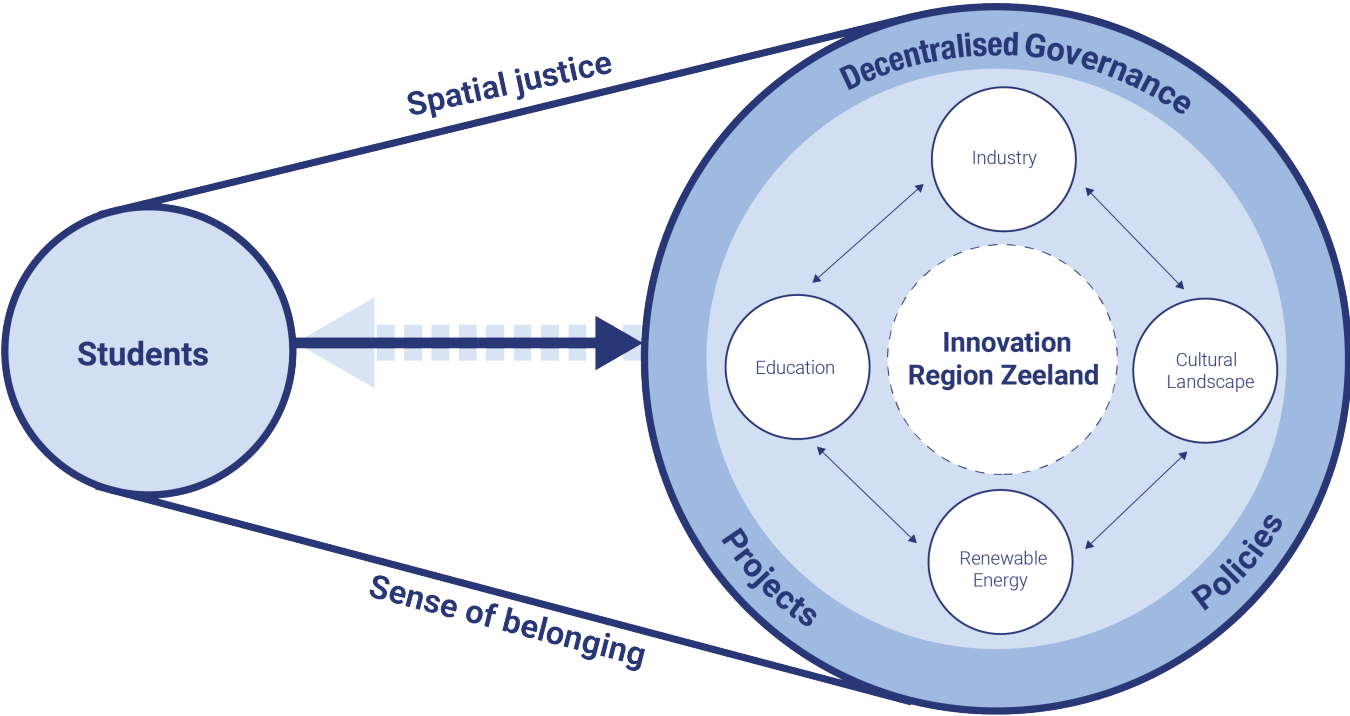 Spatial justice
Decentralised Governance
Industry
Students
Education
Innovation
Region Zeeland
Cultural
Landscape
Renewable
Energy
Projects
Policies
Sense of belonging